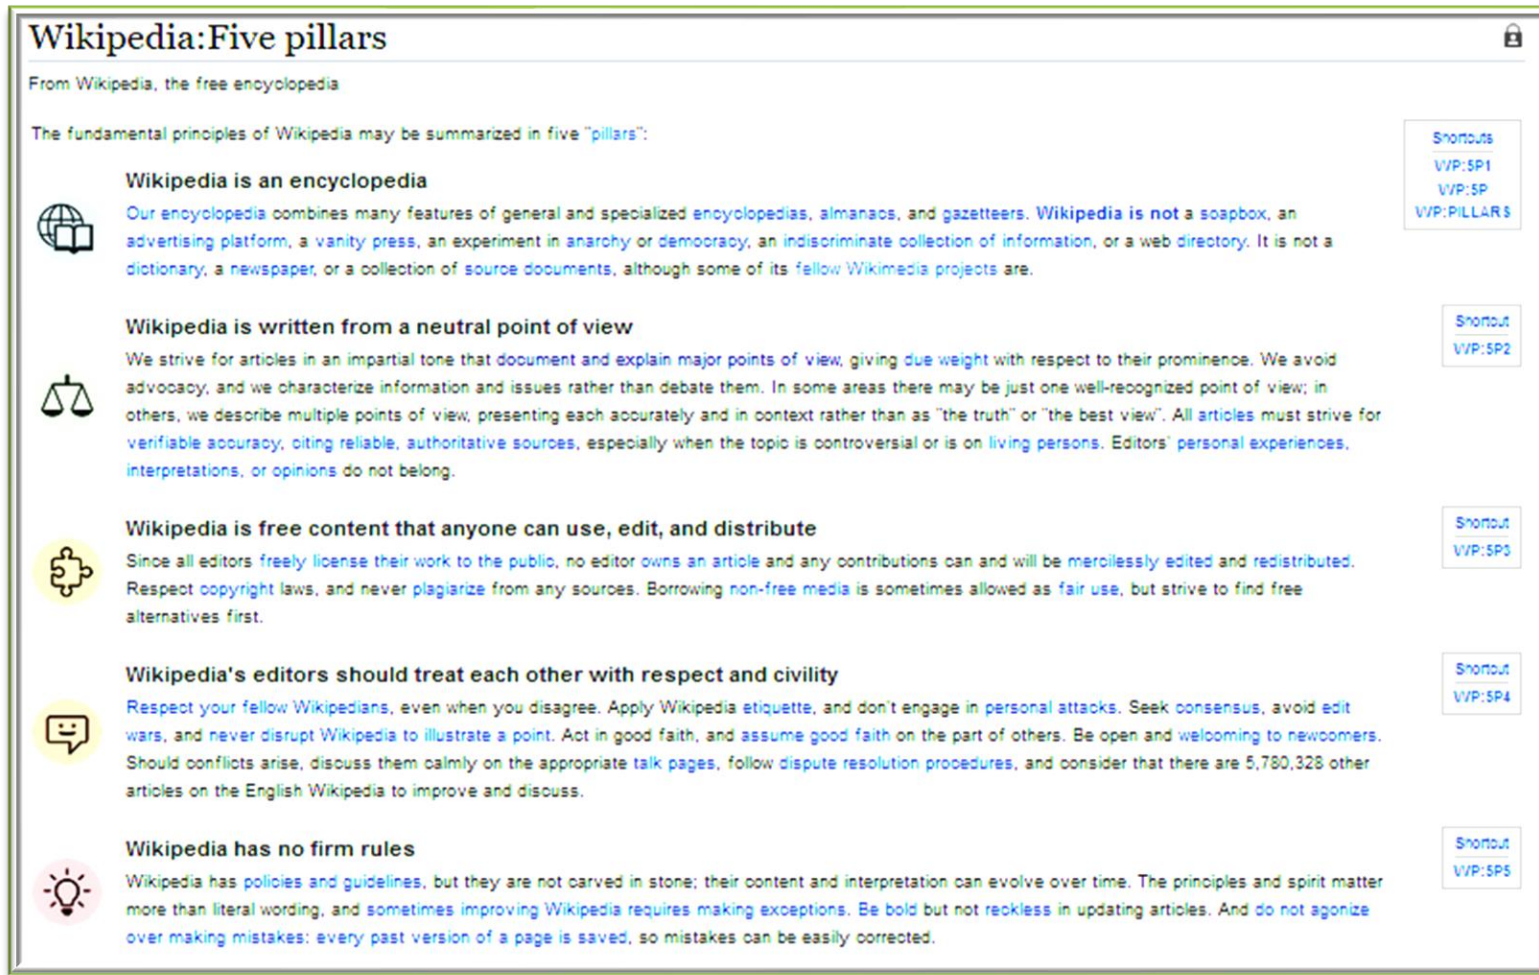 Wikipedia:Five pillars
From Wikipedia, the free encyclopedia
The fundamental principles of Wikipedia may be summarized in five "pillars":
Shortcuts
WP:5P1
WP:5P
WP:PILLARS
Wikipedia is an encyclopedia
Our encyclopedia combines many features of general and specialized encyclopedias, almanacs, and gazetteers. Wikipedia is not a soapbox, an
advertising platform, a vanity press, an experiment in anarchy or democracy, an indiscriminate collection of information, or a web directory. It is not a
dictionary, a newspaper, or a collection of source documents, although some of its fellow Wikimedia projects are.
Wikipedia is written from a neutral point of view
Shortcut
WP:5P2
We strive for articles in an impartial tone that document and explain major points of view, giving due weight with respect to their prominence. We avoid
advocacy, and we characterize information and issues rather than debate them. In some areas there may be just one well-recognized point of view; in
others, we describe multiple points of view, presenting each accurately and in context rather than as "the truth" or "the best view". All articles must strive for
verifiable accuracy, citing reliable, authoritative sources, especially when the topic is controversial or is on living persons. Editors' personal experiences,
interpretations, or opinions do not belong.
Wikipedia is free content that anyone can use, edit, and distribute
Shortcut
WP:5P3
Since all editors freely license their work to the public, no editor owns an article and any contributions can and will be mercilessly edited and redistributed.
Respect copyright laws, and never plagiarize from any sources. Borrowing non-free media is sometimes allowed as fair use, but strive to find free
alternatives first.
Wikipedia's editors should treat each other with respect and civility
Shortcut
WP:5P4
Respect your fellow Wikipedians, even when you disagree. Apply Wikipedia etiquette, and don't engage in personal attacks. Seek consensus, avoid edit
wars, and never disrupt Wikipedia to illustrate a point. Act in good faith, and assume good faith on the part of others. Be open and welcoming to newcomers.
Should conflicts arise, discuss them calmly on the appropriate talk pages, follow dispute resolution procedures, and consider that there are 5,780,328 other
articles on the English Wikipedia to improve and discuss.
Wikipedia has no firm rules
Shortcut
WP:5P5
Wikipedia has policies and guidelines, but they are not carved in stone; their content and interpretation can evolve over time. The principles and spirit matter
more than literal wording, and sometimes improving Wikipedia requires making exceptions. Be bold but not reckless in updating articles. And do not agonize
over making mistakes: every past version of a page is saved, so mistakes can be easily corrected.